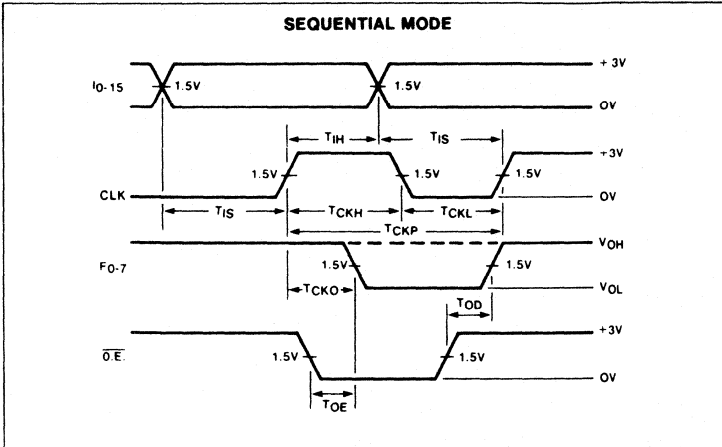 SEQUENTIAL MODE
+3V
I0-15
1.5V
1.5V
0V
TIH
TIS
+3V
1.5V
1.5V
1.5V
CLK
0V
TIS
TCKH
TCKL
TCKP
VOH
F0-7
1.5V
1.5V
TCKO
VOL
TOD
+3V
O.E.
1.5V
1.5V
0V
TOE